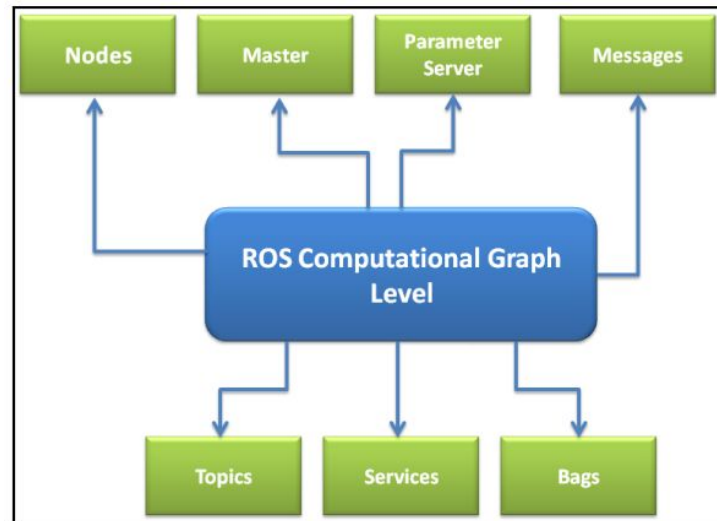 Nodes
Master
Parameter
Server
Messages
ROS Computational Graph
Level
Topics
Services
Bags